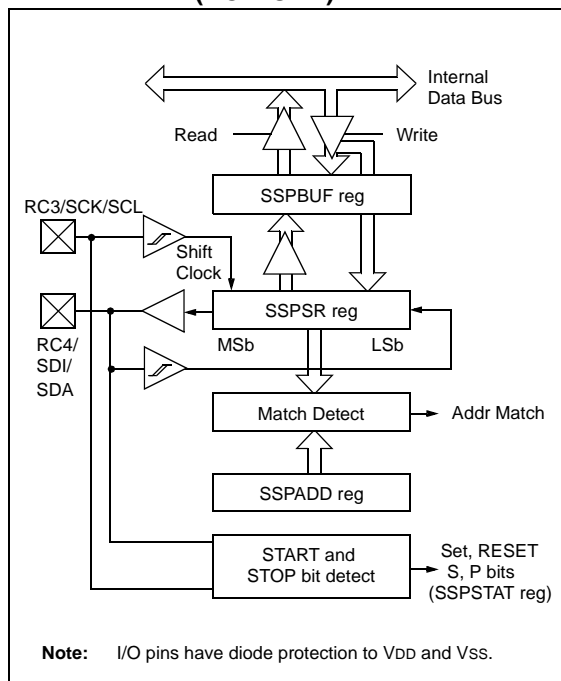 Internal
Data Bus
Read
Write
SSPBUF reg
RC3/SCK/SCL
Shift
Clock
SSPSR reg
MSb
LSb
RC4/
SDI/
SDA
Match Detect
Addr Match
SSPADD reg
START and
STOP bit detect
Set, RESET
S, P bits
(SSPSTAT reg)
Note: I/O pins have diode protection to VDD and VSS.